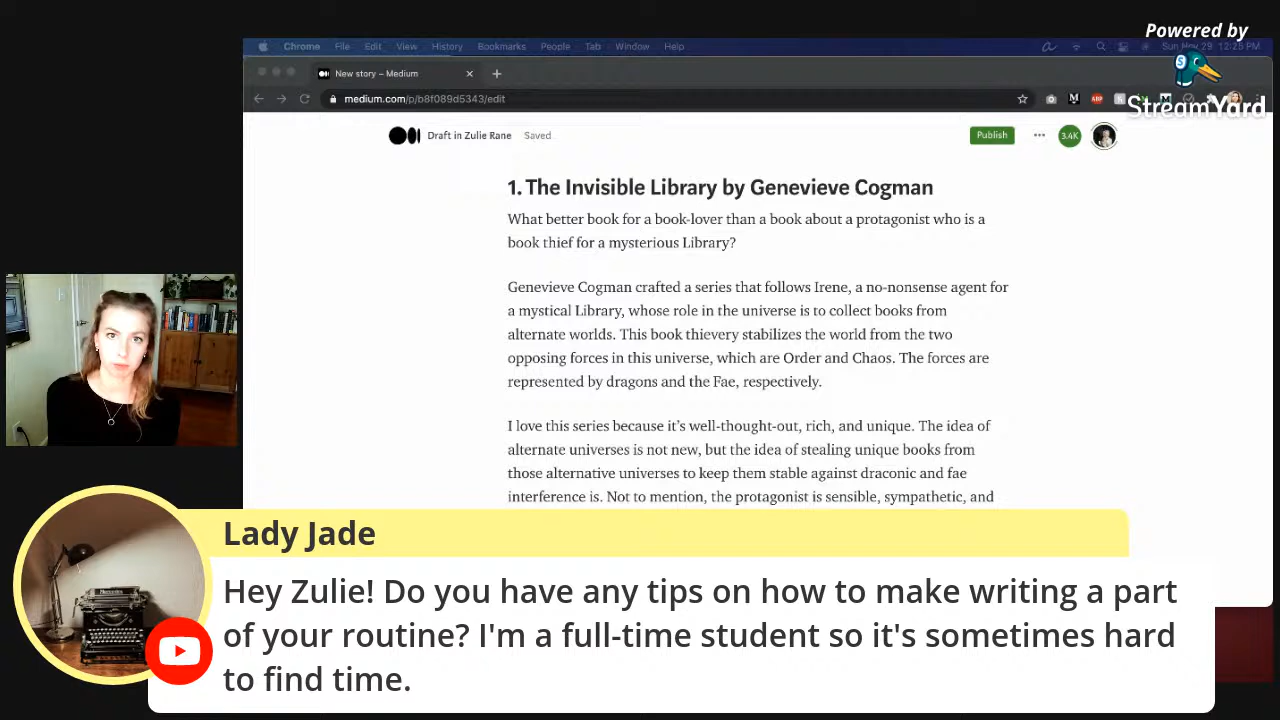 Powered by
StreamYard
Chrome File Edit View History Bookmarks People Tab Window Help
Sun Nov 29 12:25 PM
New story – Medium
medium.com/p/b8f089d5343/edit
ABP
Draft in Zulie Rane Saved
Publish
3.4K
1. The Invisible Library by Genevieve Cogman
What better book for a book-lover than a book about a protagonist who is a
book thief for a mysterious Library?
Genevieve Cogman crafted a series that follows Irene, a no-nonsense agent for
a mystical Library, whose role in the universe is to collect books from
alternate worlds. This book thievery stabilizes the world from the two
opposing forces in this universe, which are Order and Chaos. The forces are
represented by dragons and the Fae, respectively.
I love this series because it’s well-thought-out, rich, and unique. The idea of
alternate universes is not new, but the idea of stealing unique books from
those alternative universes to keep them stable against draconic and fae
interference is. Not to mention, the protagonist is sensible, sympathetic, and
Lady Jade
Hey Zulie! Do you have any tips on how to make writing a part
of your routine? I'm a full-time student so it's sometimes hard
to find time.